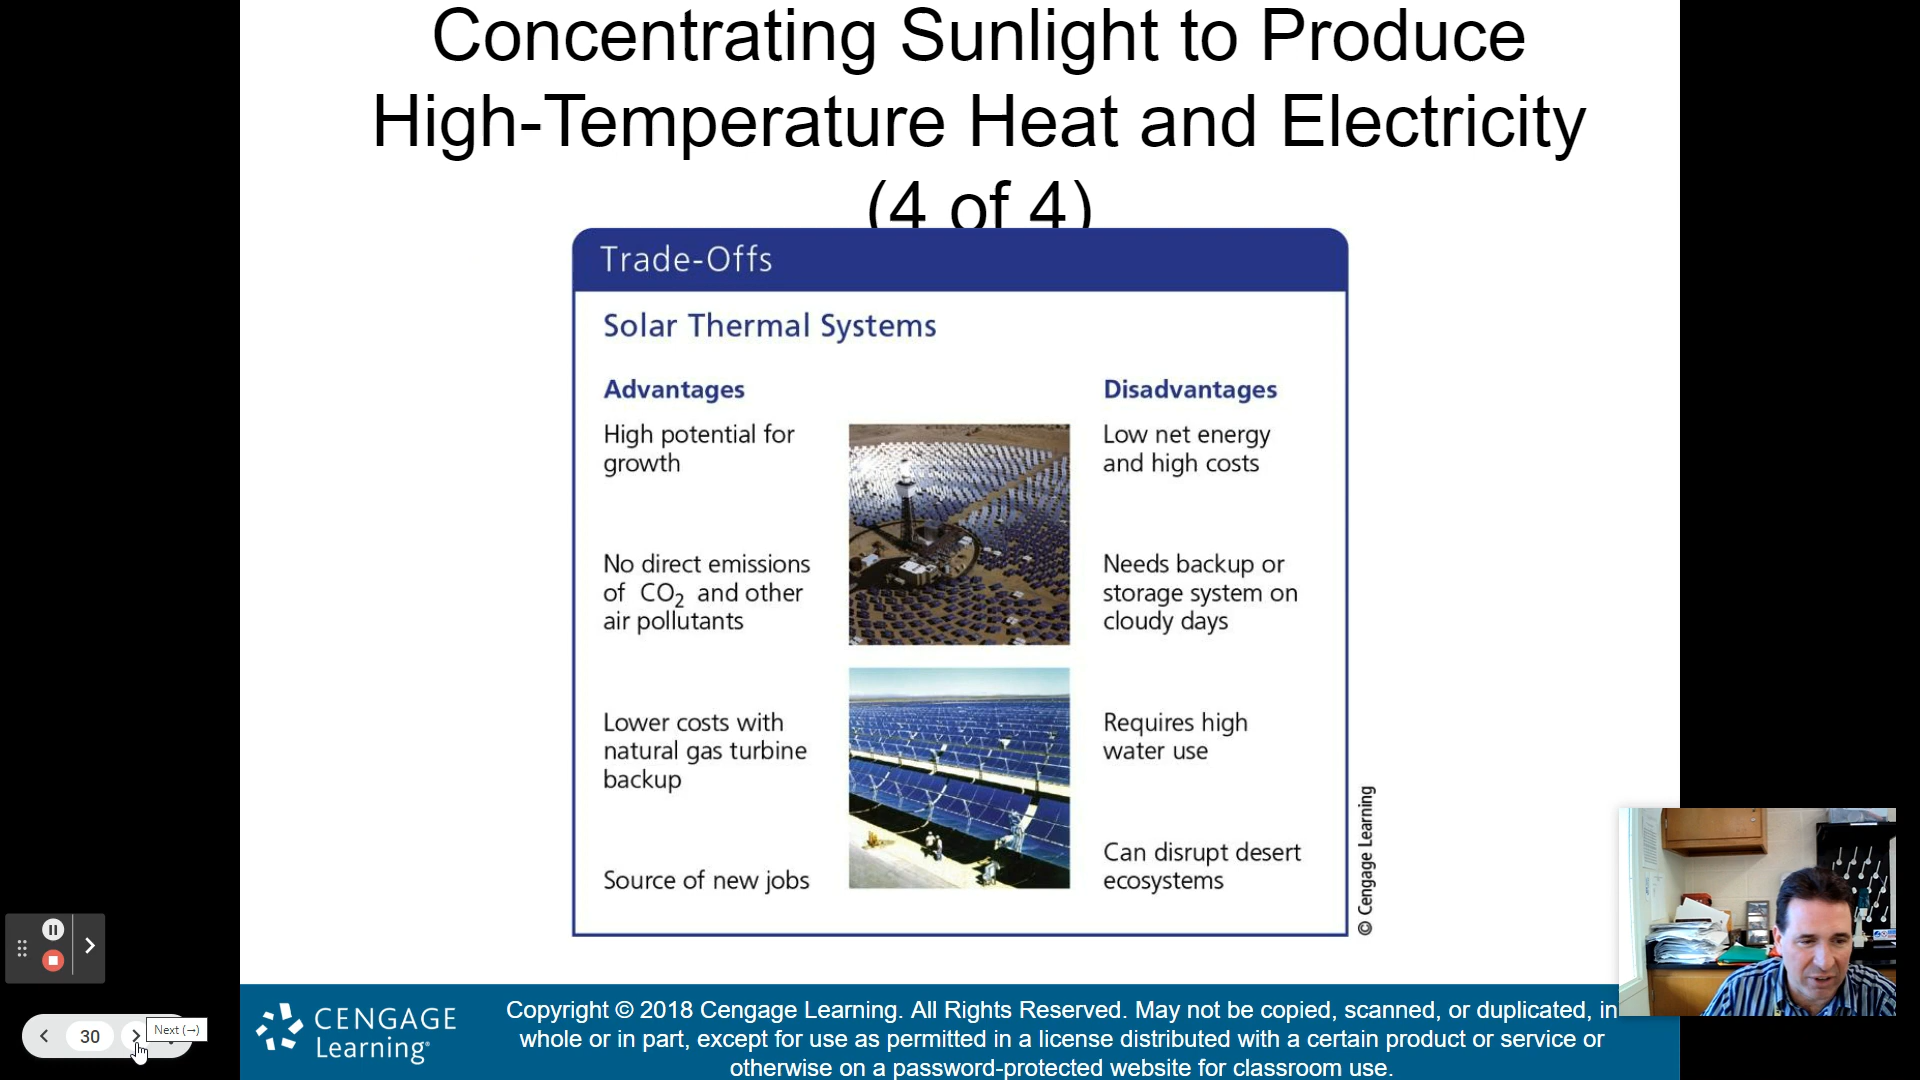 Concentrating Sunlight to Produce
High-Temperature Heat and Electricity
(4 of 4)
Trade-Offs
Solar Thermal Systems
Advantages
High potential for
growth
No direct emissions
of CO2 and other
air pollutants
Lower costs with
natural gas turbine
backup
Source of new jobs
Disadvantages
Low net energy
and high costs
Needs backup or
storage system on
cloudy days
Requires high
water use
Can disrupt desert
ecosystems
© Cengage Learning
CENGAGE
Learning®
Copyright © 2018 Cengage Learning. All Rights Reserved. May not be copied, scanned, or duplicated, in
whole or in part, except for use as permitted in a license distributed with a certain product or service or
otherwise on a password-protected website for classroom use.
30
Next (→)